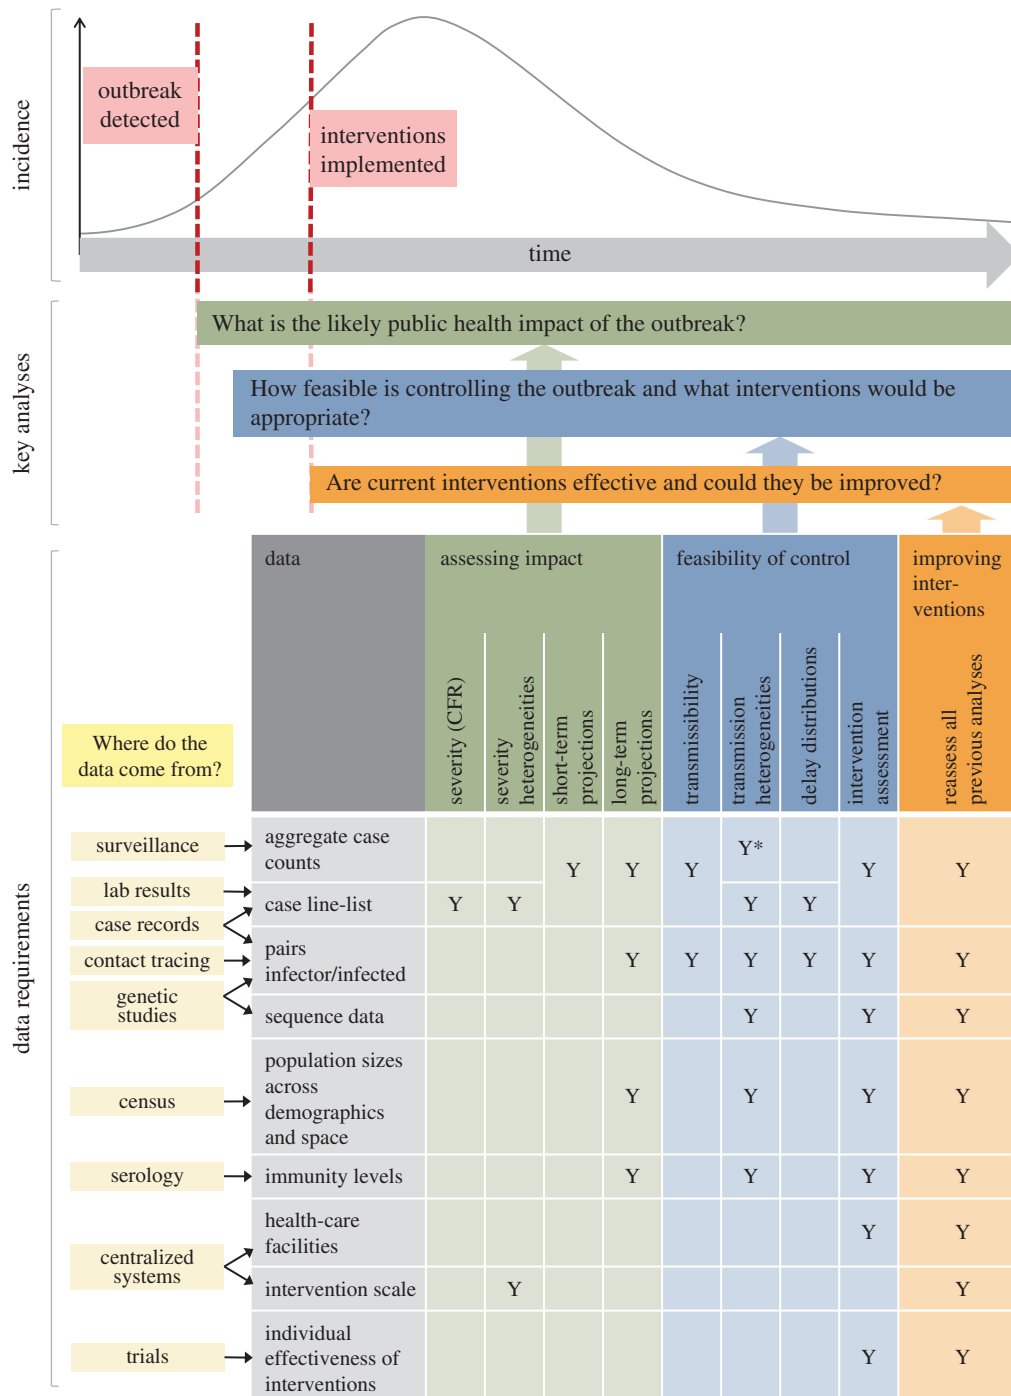 incidence
outbreak
detected
interventions
implemented
time
key analyses
What is the likely public health impact of the outbreak?
How feasible is controlling the outbreak and what interventions would be
appropriate?
Are current interventions effective and could they be improved?
data requirements
Where do the
data come from?
data
assessing impact
feasibility of control
improving
inter-
ventions
severity (CFR)
severity
heterogeneities
short-term
projections
long-term
projections
transmissibility
transmission
heterogeneities
delay distributions
intervention
assessment
reassess all
previous analyses
surveillance
aggregate case
counts
Y Y Y Y* Y Y
lab results
case records
case line-list
Y Y Y Y
contact tracing
pairs
infector/infected
Y Y Y Y Y Y
genetic
studies
sequence data
Y Y Y
census
population sizes
across
demographics
and space
Y Y Y Y
serology
immunity levels
Y Y Y Y
centralized
systems
health-care
facilities
Y Y
intervention scale
Y Y
trials
individual
effectiveness of
interventions
Y Y